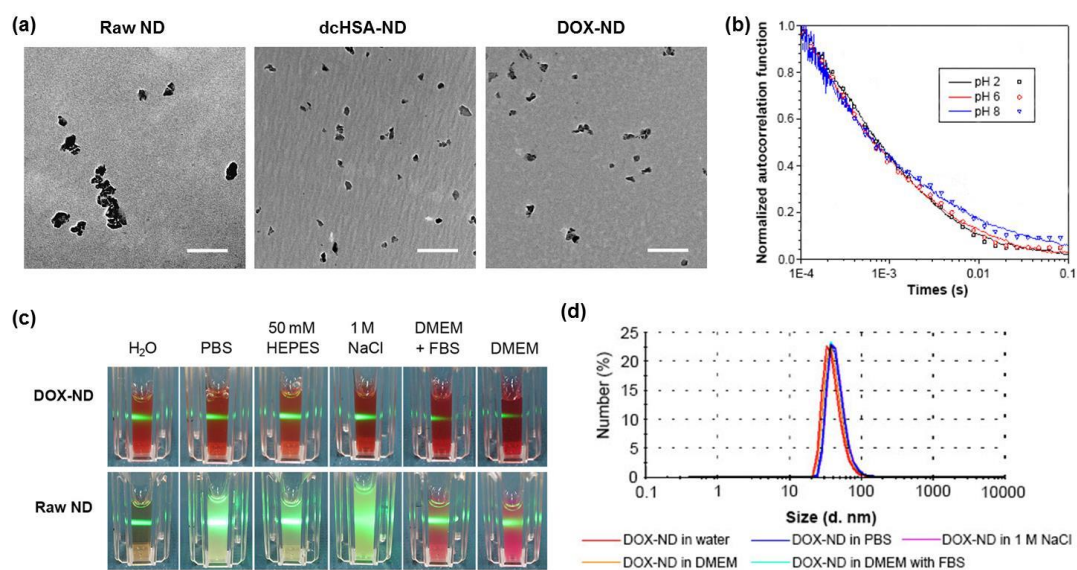 (a)
Raw ND
dcHSA-ND
DOX-ND
(b)
Normalized autocorrelation function
1.0
0.8
0.6
0.4
0.2
0.0
1E-4
1E-3
0.01
0.1
Times (s)
pH 2
pH 6
pH 8
(c)
H₂O
PBS
50 mM
HEPES
1 M
NaCl
DMEM
+ FBS
DMEM
DOX-ND
Raw ND
(d)
Number (%)
25
20
15
10
5
0
0.1
1
10
100
1000
10000
Size (d. nm)
DOX-ND in water
DOX-ND in PBS
DOX-ND in 1 M NaCl
DOX-ND in DMEM
DOX-ND in DMEM with FBS